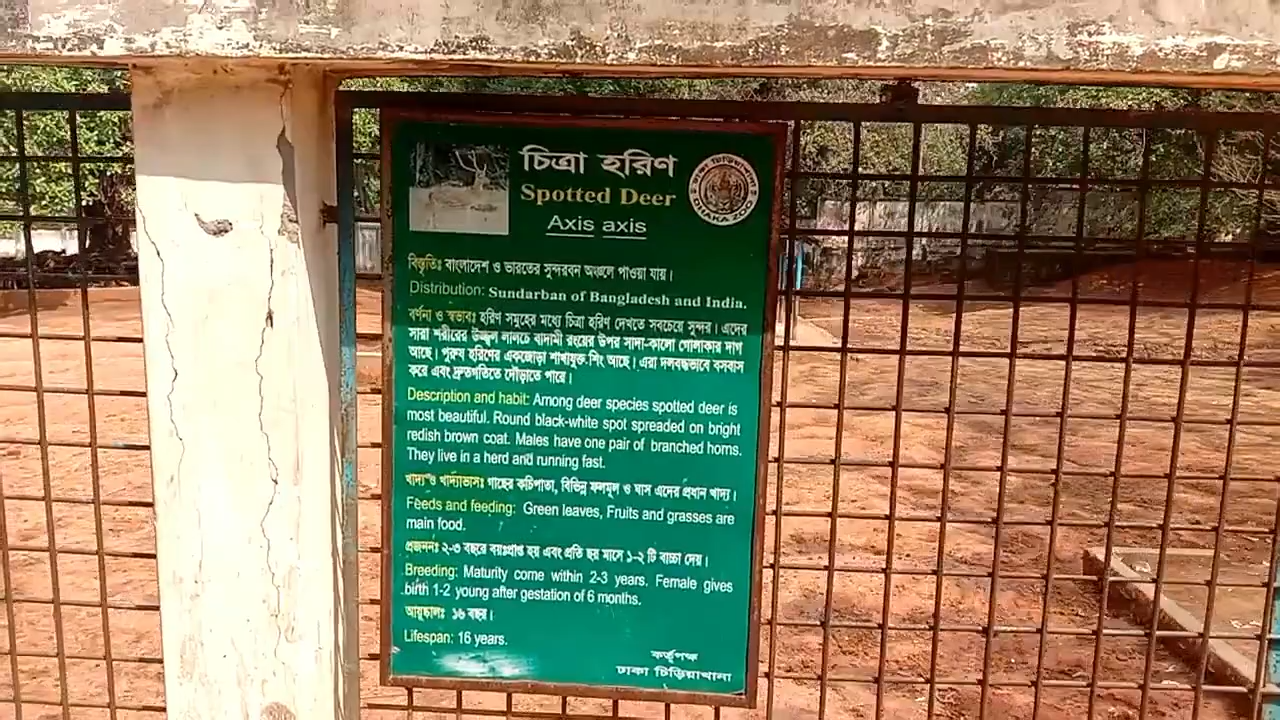 চিত্রা হরিণ
Spotted Deer
Axis axis
DHAKA ZOO
বিস্তৃতিঃ বাংলাদেশ ও ভারতের সুন্দরবন অঞ্চলে পাওয়া যায়।
Distribution: Sundarban of Bangladesh and India.
বর্ণনা ও স্বভাবঃ হরিণ সমূহের মধ্যে চিত্রা হরিণ দেখতে সবচেয়ে সুন্দর। এদের
সারা শরীরের উজ্জ্বল লালচে বাদামী রংয়ের উপর সাদা-কালো গোলাকার দাগ
আছে। পুরুষ হরিণের একজোড়া শাখাযুক্ত শিং আছে। এরা দলবদ্ধভাবে বসবাস
করে এবং দ্রুতগতিতে দৌড়াতে পারে।
Description and habit: Among deer species spotted deer is
most beautiful. Round black-white spot spreaded on bright
redish brown coat. Males have one pair of branched horns.
They live in a herd and running fast.
খাদ্য ও খাদ্যাভাসঃ গাছের কচিপাতা, বিভিন্ন ফলমূল ও ঘাস এদের প্রধান খাদ্য।
Feeds and feeding: Green leaves, Fruits and grasses are
main food.
প্রজননঃ ২-৩ বছরে বয়ঃপ্রাপ্ত হয় এবং প্রতি ছয় মাসে ১-২ টি বাচ্চা দেয়।
Breeding: Maturity come within 2-3 years. Female gives
birth 1-2 young after gestation of 6 months.
আয়ুষ্কালঃ ১৬ বছর।
Lifespan: 16 years.
কর্তৃপক্ষ
ঢাকা চিড়িয়াখানা